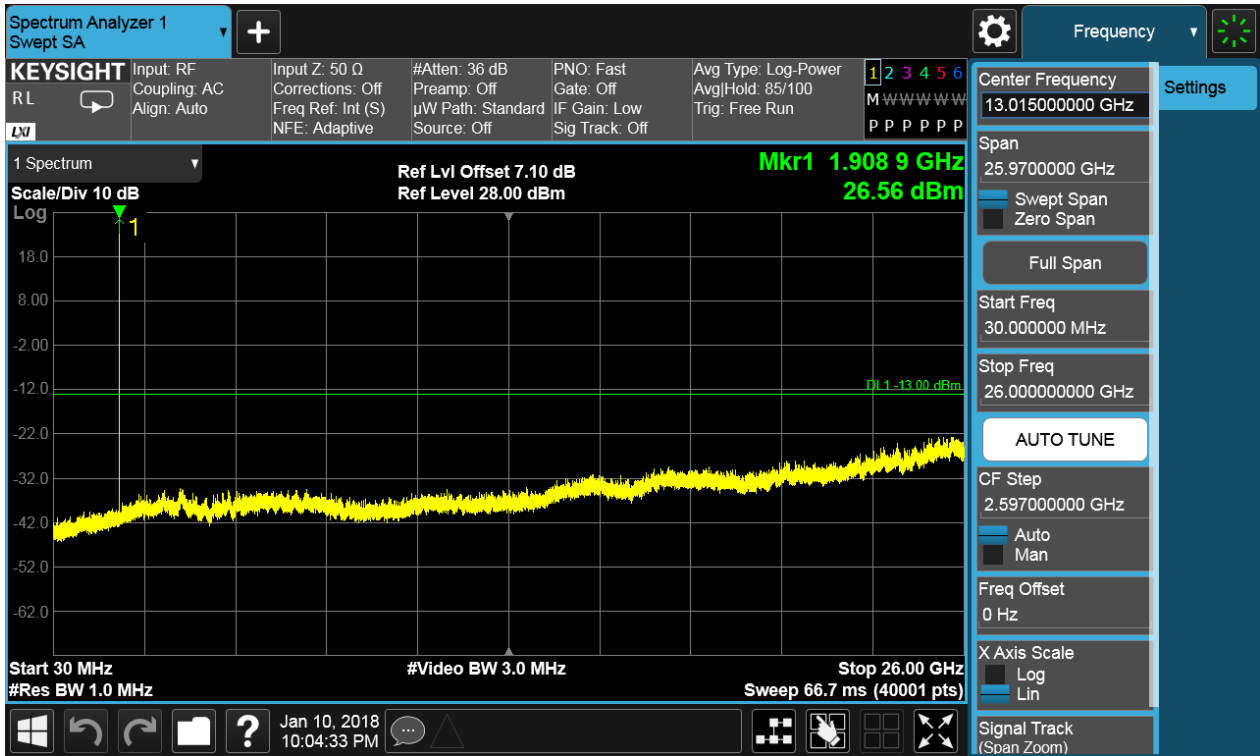 Spectrum Analyzer 1
Swept SA
+
Frequency
KEYSIGHT
R L
LXI
Input: RF
Coupling: AC
Align: Auto
Input Z: 50 Ω
Corrections: Off
Freq Ref: Int (S)
NFE: Adaptive
#Atten: 36 dB
Preamp: Off
µW Path: Standard
Source: Off
PNO: Fast
Gate: Off
IF Gain: Low
Sig Track: Off
Avg Type: Log-Power
Avg|Hold: 85/100
Trig: Free Run
1 2 3 4 5 6
M W W W W W
P P P P P P
1 Spectrum
Scale/Div 10 dB
Log
Ref Lvl Offset 7.10 dB
Ref Level 28.00 dBm
Mkr1 1.908 9 GHz
26.56 dBm
1
18.0
8.00
-2.00
-12.0
-22.0
-32.0
-42.0
-52.0
-62.0
DL1 -13.00 dBm
Start 30 MHz
#Res BW 1.0 MHz
#Video BW 3.0 MHz
Stop 26.00 GHz
Sweep 66.7 ms (40001 pts)
Center Frequency
13.015000000 GHz
Settings
Span
25.9700000 GHz
Swept Span
Zero Span
Full Span
Start Freq
30.000000 MHz
Stop Freq
26.000000000 GHz
AUTO TUNE
CF Step
2.597000000 GHz
Auto
Man
Freq Offset
0 Hz
X Axis Scale
Log
Lin
Signal Track
(Span Zoom)
?
Jan 10, 2018
10:04:33 PM